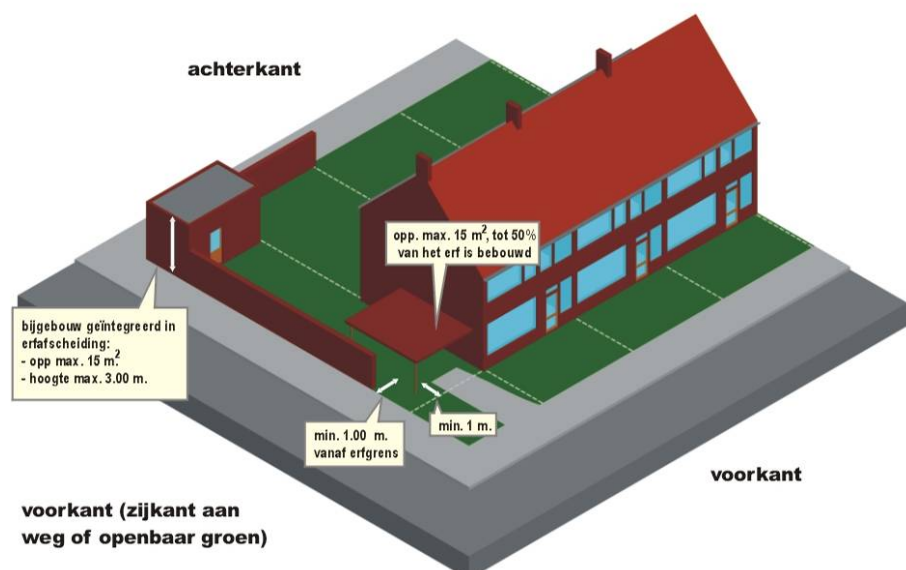 achterkant
opp. max. 15 m², tot 50%
van het erf is bebouwd
bijgebouw geïntegreerd in
erfafscheiding:
- opp max. 15 m².
- hoogte max. 3.00 m.
min. 1.00 m.
vanaf erfgrens
min. 1 m.
voorkant
voorkant (zijkant aan
weg of openbaar groen)